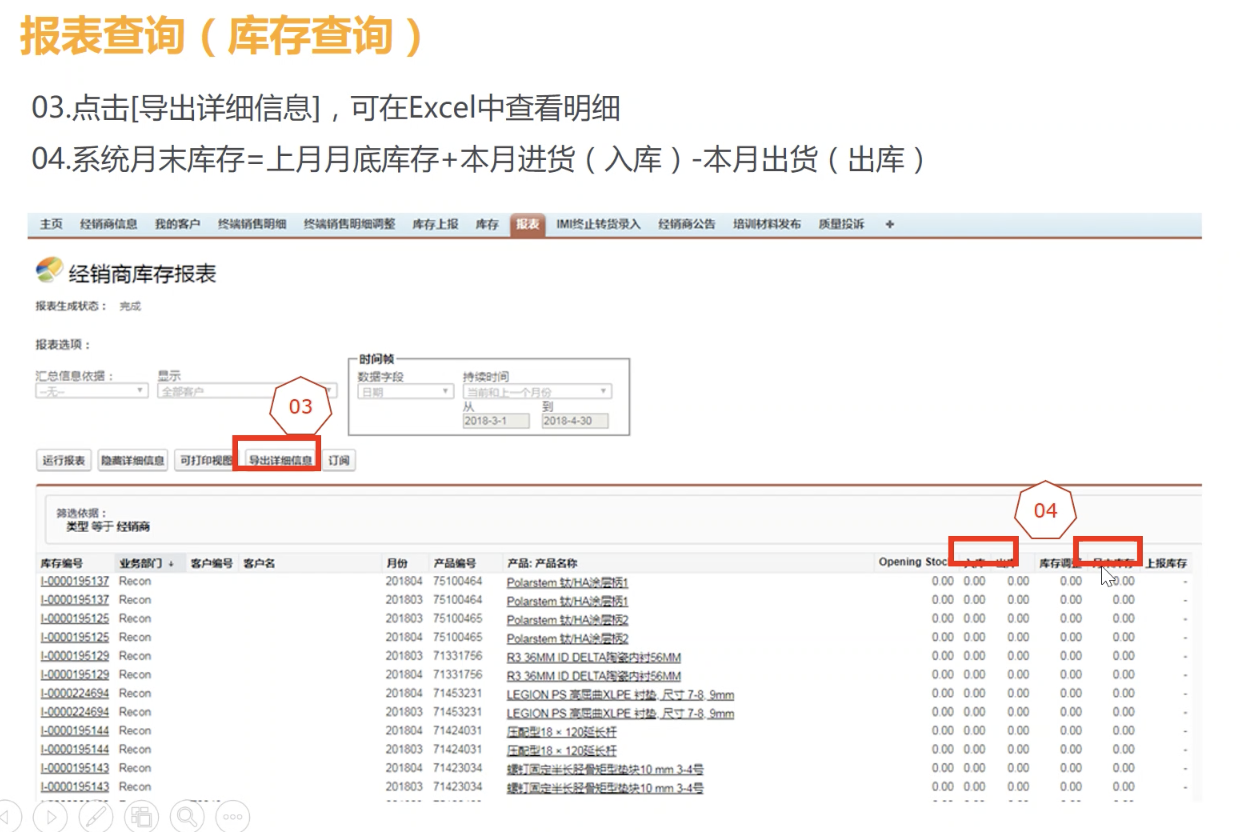 报表查询（库存查询）
03.点击[导出详细信息]，可在Excel中查看明细
04.系统月末库存=上月月底库存+本月进货（入库）-本月出货（出库）
主页 经销商信息 我的客户 终端销售明细 终端销售明细调整 库存上报 库存 报表 IMI终止转货录入 经销商公告 培训材料发布 质量投诉 +
经销商库存报表
报表生成状态： 完成
报表选项：
时间帧
汇总信息依据： 显示 数据字段 持续时间
--无-- 全部客户 日期 当前和上一个月份
03
从 到
2018-3-1 2018-4-30
运行报表 隐藏详细信息 可打印视图 导出详细信息 订阅
04
筛选依据：
类型 等于 经销商
库存编号 业务部门 ↓ 客户编号 客户名 月份 产品编号 产品: 产品名称 Opening Stoc 入库 出库 库存调整 月末库存 上报库存
I-0000195137 Recon 201804 75100464 Polarstem 钛/HA涂层柄1 0.00 0.00 0.00 0.00 0.00 -
I-0000195137 Recon 201803 75100464 Polarstem 钛/HA涂层柄1 0.00 0.00 0.00 0.00 0.00 -
I-0000195125 Recon 201803 75100465 Polarstem 钛/HA涂层柄2 0.00 0.00 0.00 0.00 0.00 -
I-0000195125 Recon 201804 75100465 Polarstem 钛/HA涂层柄2 0.00 0.00 0.00 0.00 0.00 -
I-0000195129 Recon 201803 71331756 R3 36MM ID DELTA陶瓷内衬56MM 0.00 0.00 0.00 0.00 0.00 -
I-0000195129 Recon 201804 71331756 R3 36MM ID DELTA陶瓷内衬56MM 0.00 0.00 0.00 0.00 0.00 -
I-0000224694 Recon 201804 71453231 LEGION PS 高屈曲XLPE 衬垫, 尺寸 7-8, 9mm 0.00 0.00 0.00 0.00 0.00 -
I-0000224694 Recon 201803 71453231 LEGION PS 高屈曲XLPE 衬垫, 尺寸 7-8, 9mm 0.00 0.00 0.00 0.00 0.00 -
I-0000195144 Recon 201804 71424031 压配型18 × 120延长杆 0.00 0.00 0.00 0.00 0.00 -
I-0000195144 Recon 201803 71424031 压配型18 × 120延长杆 0.00 0.00 0.00 0.00 0.00 -
I-0000195143 Recon 201804 71423034 螺钉固定半长胫骨矩型垫块10 mm 3-4号 0.00 0.00 0.00 0.00 0.00 -
I-0000195143 Recon 201803 71423034 螺钉固定半长胫骨矩型垫块10 mm 3-4号 0.00 0.00 0.00 0.00 0.00 -